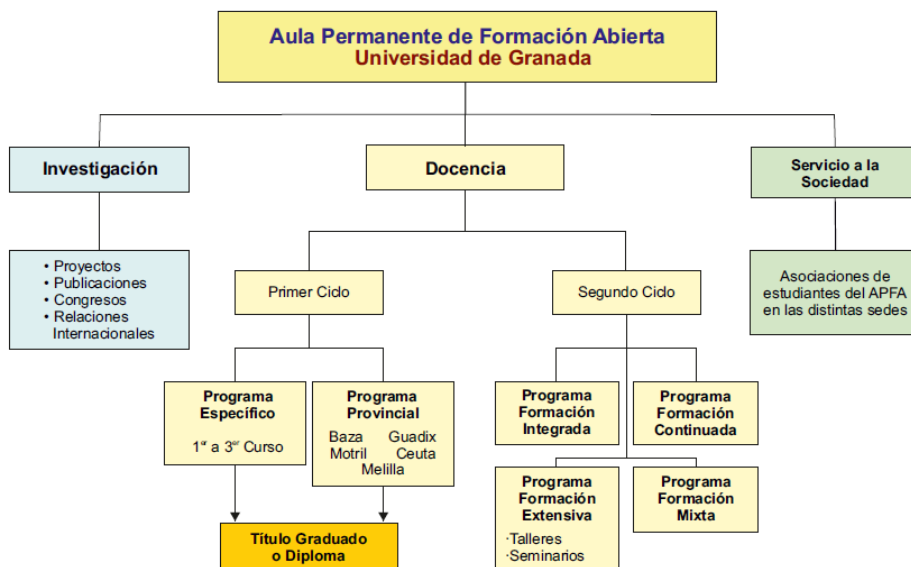 Aula Permanente de Formación Abierta
Universidad de Granada
Investigación
Docencia
Servicio a la
Sociedad
• Proyectos
• Publicaciones
• Congresos
• Relaciones
Internacionales
Primer Ciclo
Segundo Ciclo
Asociaciones de
estudiantes del APFA
en las distintas sedes
Programa
Específico
1er a 3er Curso
Programa
Provincial
Baza Guadix
Motril Ceuta
Melilla
Programa
Formación
Integrada
Programa
Formación
Continuada
Programa
Formación
Extensiva
·Talleres
·Seminarios
Programa
Formación
Mixta
Título Graduado
o Diploma